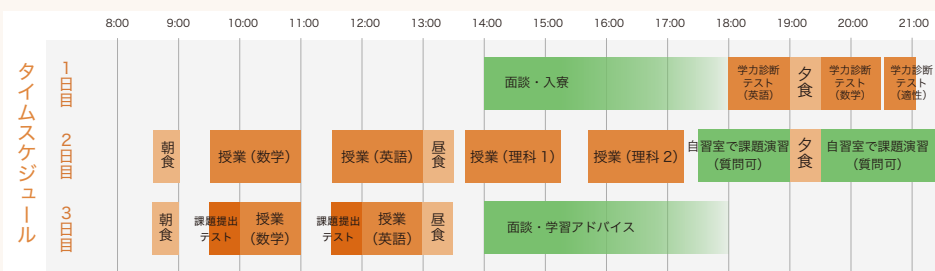 8:00 9:00 10:00 11:00 12:00 13:00 14:00 15:00 16:00 17:00 18:00 19:00 20:00 21:00
タイムスケジュール
1日目
面談・入寮
学力診断
テスト
(英語)
夕食
学力診断
テスト
(数学)
学力診断
テスト
(適性)
2日目
朝食
授業(数学)
授業(英語)
昼食
授業(理科1)
授業(理科2)
自習室で課題演習
(質問可)
夕食
自習室で課題演習
(質問可)
3日目
朝食
課題提出
テスト
授業
(数学)
課題提出
テスト
授業
(英語)
昼食
面談・学習アドバイス